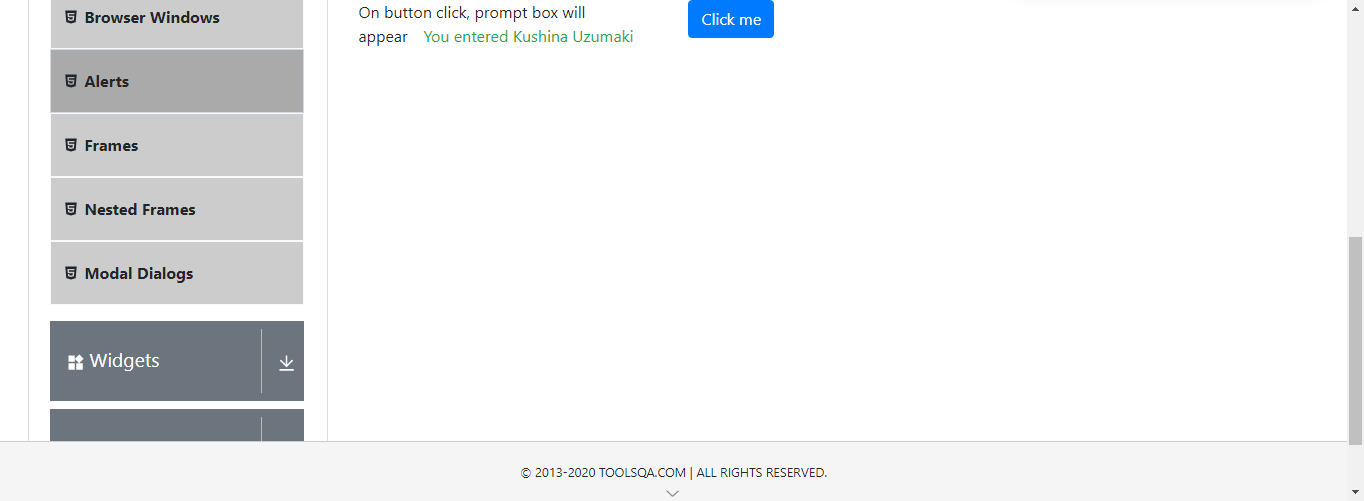 Browser Windows
Alerts
Frames
Nested Frames
Modal Dialogs
Widgets
On button click, prompt box will
appear You entered Kushina Uzumaki
Click me
© 2013-2020 TOOLSQA.COM | ALL RIGHTS RESERVED.